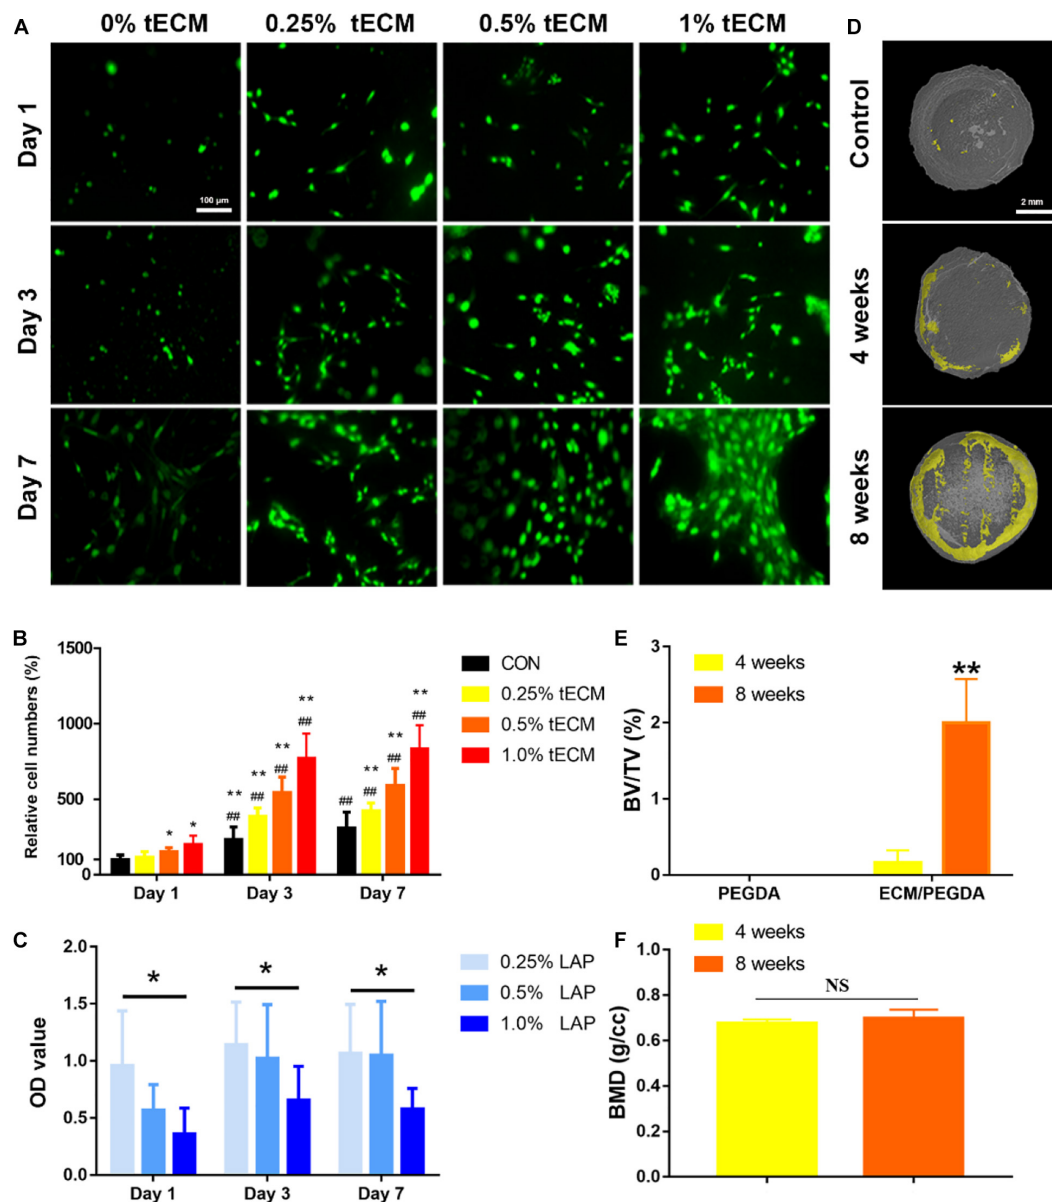 A
0% tECM
0.25% tECM
0.5% tECM
1% tECM
Day 1
100 µm
Day 3
Day 7
D
Control
2 mm
4 weeks
8 weeks
B
Relative cell numbers (%)
1500
1000
500
100
0
Day 1
Day 3
Day 7
* *
** ## ** ## ** ## ** ##
## ** ## ** ## ** ##
CON
0.25% tECM
0.5% tECM
1.0% tECM
C
OD value
2.0
1.5
1.0
0.5
0.0
* * *
Day 1
Day 3
Day 7
0.25% LAP
0.5% LAP
1.0% LAP
E
BV/TV (%)
3
2
1
0
4 weeks
8 weeks
**
PEGDA
ECM/PEGDA
F
BMD (g/cc)
1.0
0.8
0.6
0.4
0.2
0.0
4 weeks
8 weeks
NS